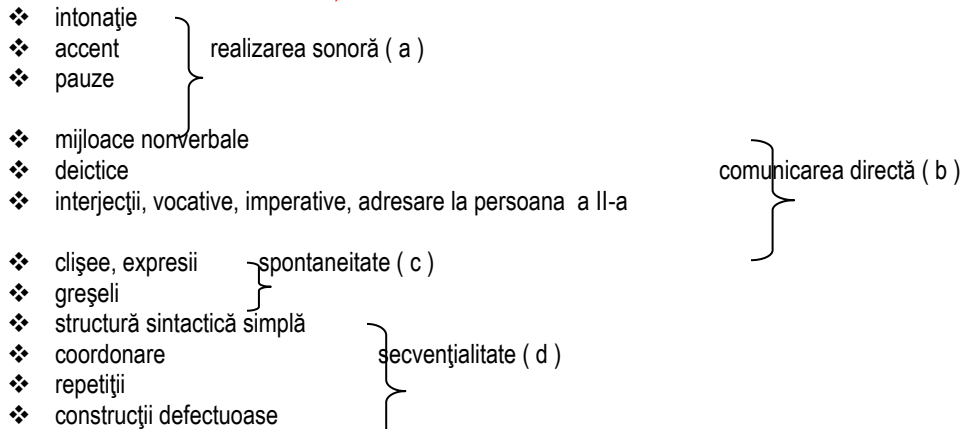 ❖ intonaţie
❖ accent realizarea sonoră ( a )
❖ pauze
❖ mijloace nonverbale
❖ deictice comunicarea directă ( b )
❖ interjecţii, vocative, imperative, adresare la persoana a II-a
❖ clişee, expresii spontaneitate ( c )
❖ greşeli
❖ structură sintactică simplă
❖ coordonare secvenţialitate ( d )
❖ repetiţii
❖ construcţii defectuoase